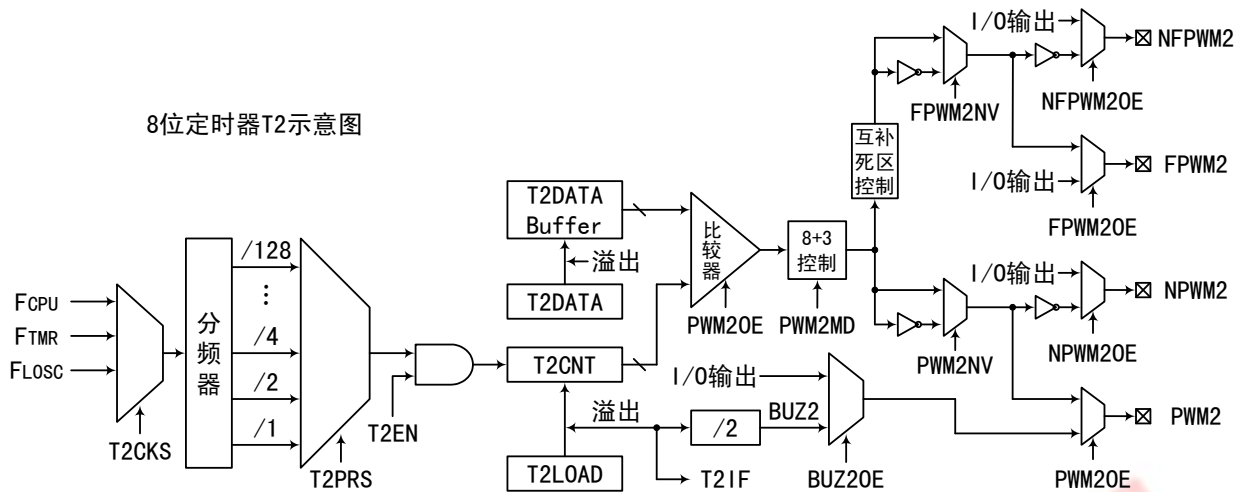 8位定时器T2示意图
FCPU
FTMR
FLOSC
T2CKS
分频器
/128
⋮
/4
/2
/1
T2PRS
T2EN
T2DATA
Buffer
溢出
T2DATA
T2CNT
溢出
T2LOAD
T2IF
/2
BUZ2
I/O输出
BUZ2OE
比较器
PWM2OE
8+3
控制
PWM2MD
互补
死区
控制
FPWM2NV
I/O输出
NFPWM2
NFPWM2OE
I/O输出
FPWM2
FPWM2OE
PWM2NV
I/O输出
NPWM2
NPWM2OE
PWM2
PWM2OE